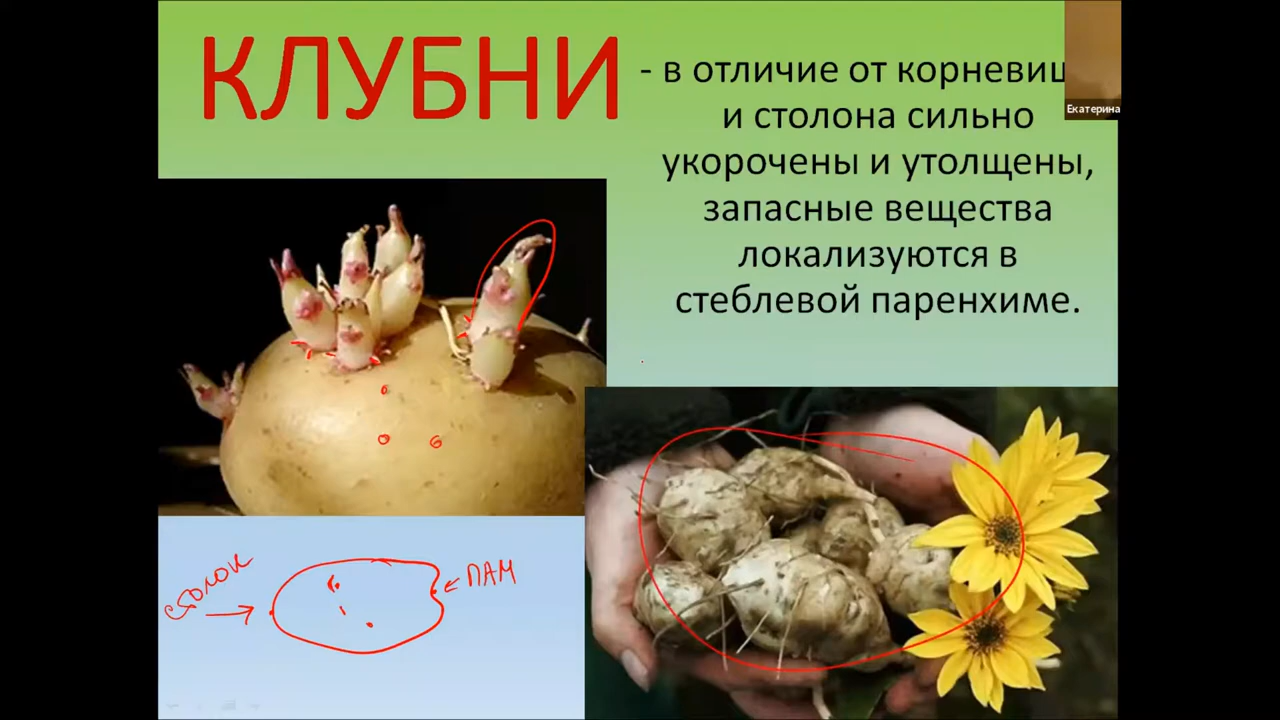 КЛУБНИ
- в отличие от корневищ
и столона сильно
укорочены и утолщены,
запасные вещества
локализуются в
стеблевой паренхиме.
Екатерина
столон
ПАМ